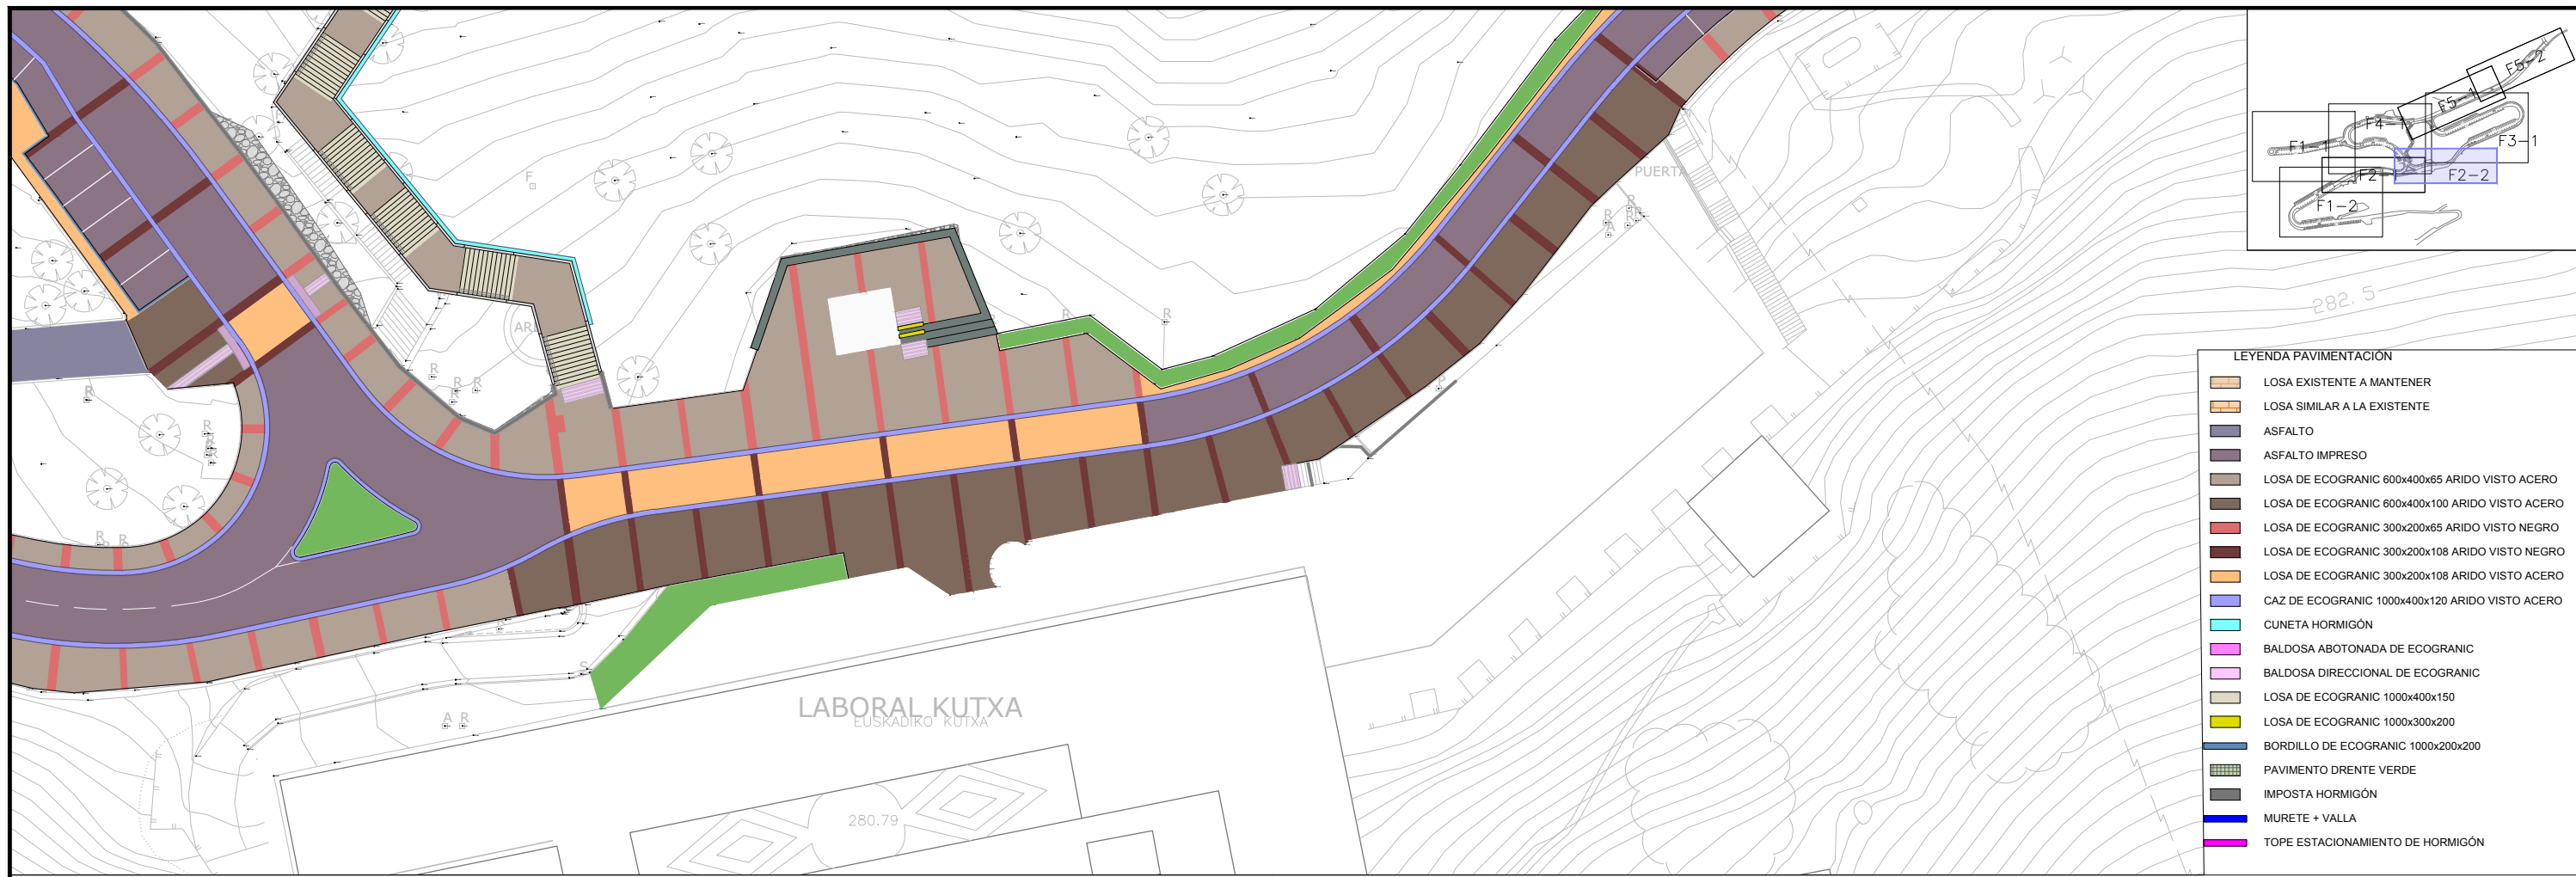 F5-2
F5-1
F4-1
F1-1
F3-1
F2
F2-2
F1-2
F
PUERTA
R
R
R
A
282.5
R
R
R
R
R
R
R
P
R
R
R
R
R
R
S
A R
LABORAL KUTXA
EUSKADIKO KUTXA
280.79
LEYENDA PAVIMENTACIÓN
LOSA EXISTENTE A MANTENER
LOSA SIMILAR A LA EXISTENTE
ASFALTO
ASFALTO IMPRESO
LOSA DE ECOGRANIC 600x400x65 ARIDO VISTO ACERO
LOSA DE ECOGRANIC 600x400x100 ARIDO VISTO ACERO
LOSA DE ECOGRANIC 300x200x65 ARIDO VISTO NEGRO
LOSA DE ECOGRANIC 300x200x108 ARIDO VISTO NEGRO
LOSA DE ECOGRANIC 300x200x108 ARIDO VISTO ACERO
CAZ DE ECOGRANIC 1000x400x120 ARIDO VISTO ACERO
CUNETA HORMIGÓN
BALDOSA ABOTONADA DE ECOGRANIC
BALDOSA DIRECCIONAL DE ECOGRANIC
LOSA DE ECOGRANIC 1000x400x150
LOSA DE ECOGRANIC 1000x300x200
BORDILLO DE ECOGRANIC 1000x200x200
PAVIMENTO DRENTE VERDE
IMPOSTA HORMIGÓN
MURETE + VALLA
TOPE ESTACIONAMIENTO DE HORMIGÓN